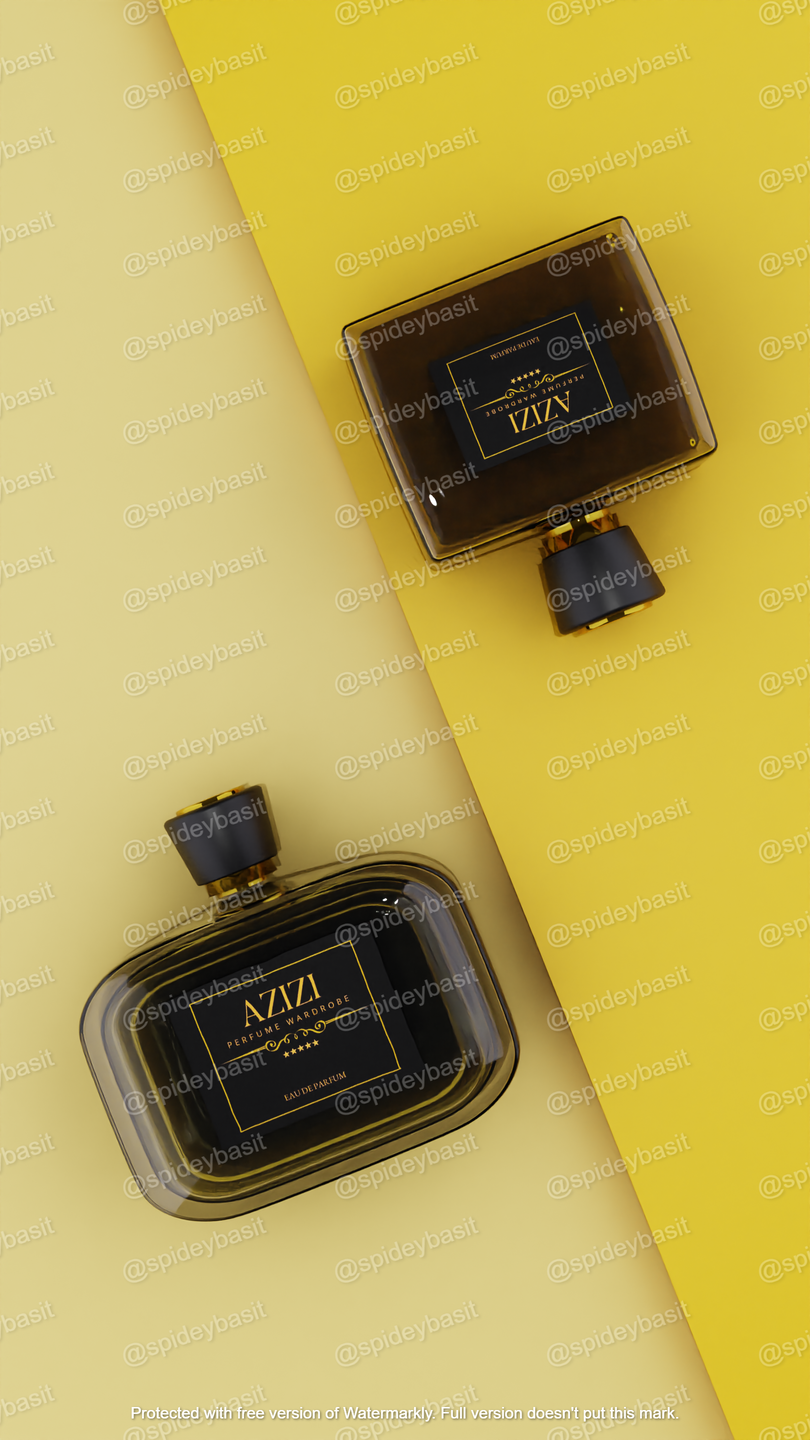 @spideybasit
EAU DE PARFUM
★★★★★
PERFUME WARDROBE
AZIZI
AZIZI
PERFUME WARDROBE
★★★★★
EAU DE PARFUM
Protected with free version of Watermarkly. Full version doesn't put this mark.